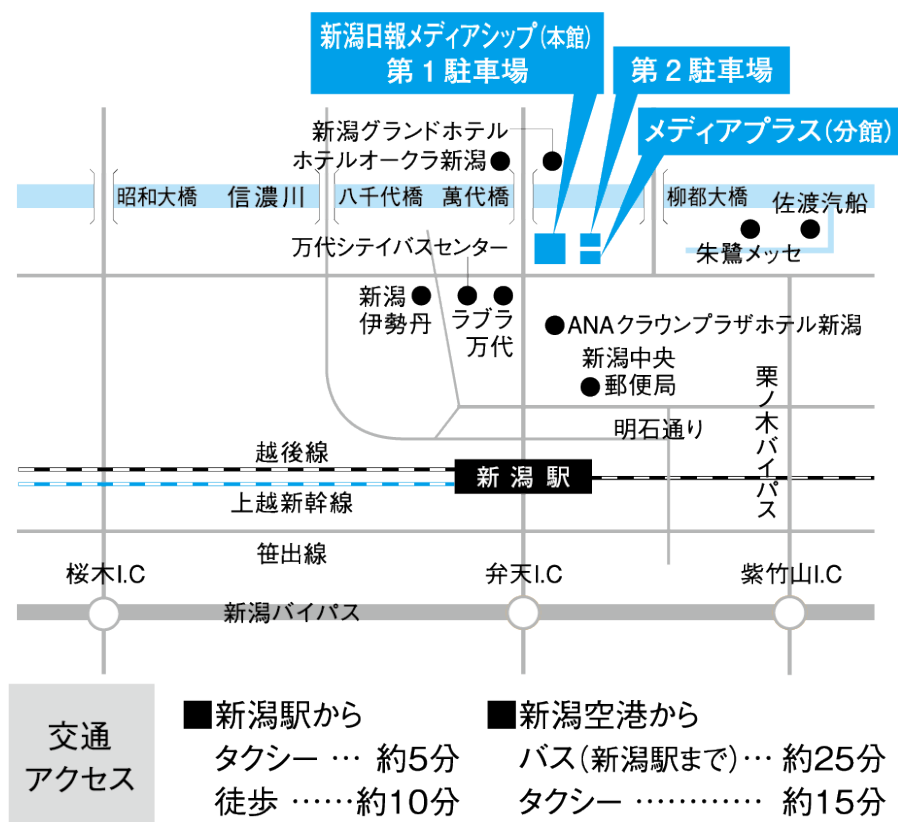 新潟日報メディアシップ(本館)
第1駐車場
第2駐車場
メディアプラス(分館)
新潟グランドホテル
ホテルオークラ新潟
昭和大橋
信濃川
八千代橋
萬代橋
柳都大橋
佐渡汽船
朱鷺メッセ
万代シテイバスセンター
新潟
伊勢丹
ラブラ
万代
ANAクラウンプラザホテル新潟
新潟中央
郵便局
栗ノ木バイパス
明石通り
越後線
新潟駅
上越新幹線
笹出線
桜木I.C
弁天I.C
紫竹山I.C
新潟バイパス
交通
アクセス
■新潟駅から
タクシー … 約5分
徒歩 ……約10分
■新潟空港から
バス(新潟駅まで)… 約25分
タクシー ………… 約15分